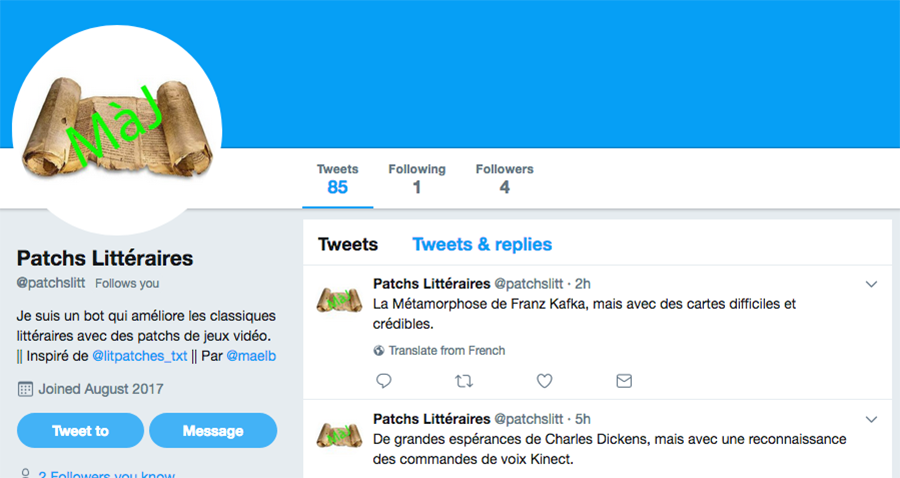 MàJ
Tweets
85
Following
1
Followers
4
Patchs Littéraires
@patchslitt Follows you
Je suis un bot qui améliore les classiques
littéraires avec des patchs de jeux vidéo.
|| Inspiré de @litpatches_txt || Par @maelb
Joined August 2017
Tweet to
Message
2 Followers you know
Tweets
Tweets & replies
Patchs Littéraires @patchslitt · 2h
La Métamorphose de Franz Kafka, mais avec des cartes difficiles et
crédibles.
Translate from French
Patchs Littéraires @patchslitt · 5h
De grandes espérances de Charles Dickens, mais avec une reconnaissance
des commandes de voix Kinect.